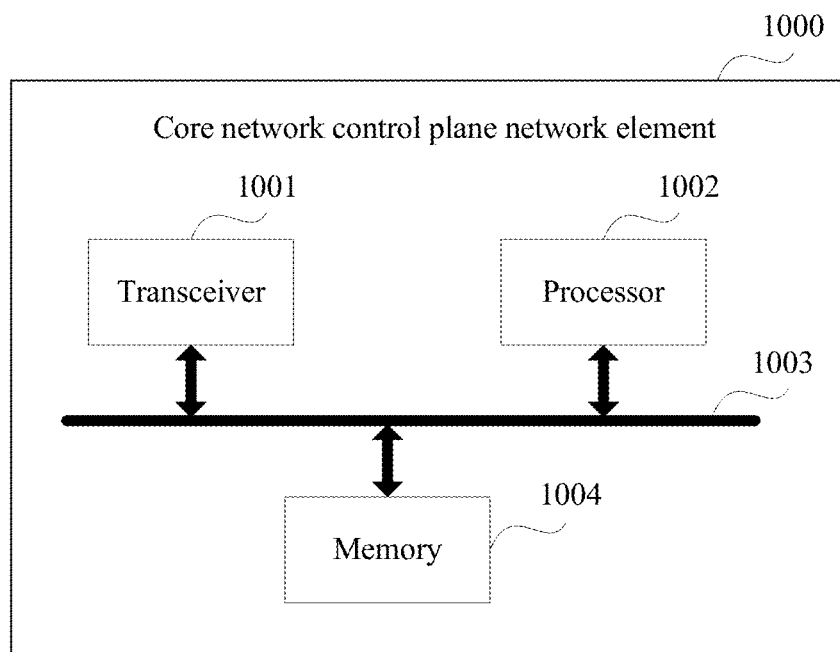 1000
Core network control plane network element
1001
1002
Transceiver
Processor
1003
1004
Memory